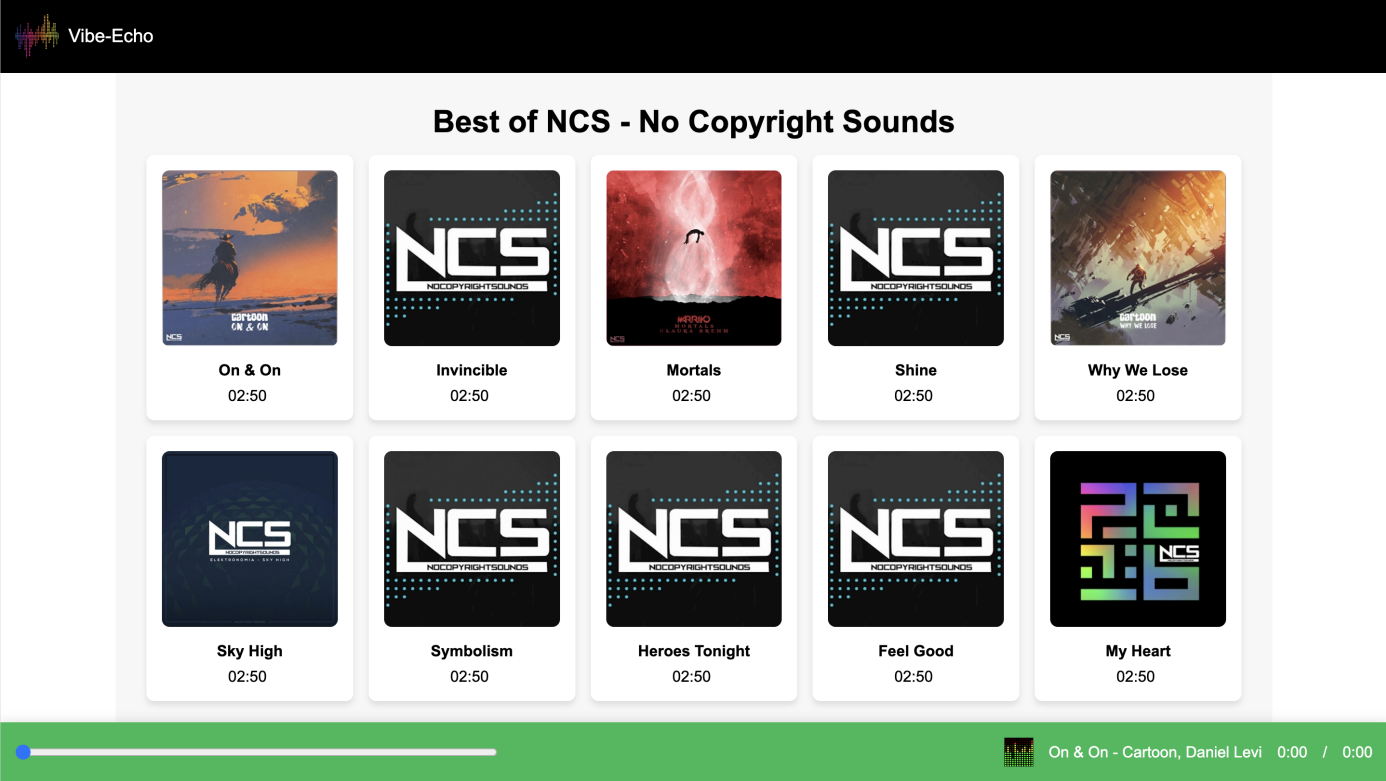 Vibe-Echo
Best of NCS - No Copyright Sounds
cartoon
ON & ON
NCS
NCS
NOCOPYRIGHTSOUNDS
MORTALS
LAURA BREHM
NCS
NCS
NOCOPYRIGHTSOUNDS
cartoon
WHY WE LOSE
NCS
On & On
Invincible
Mortals
Shine
Why We Lose
02:50
02:50
02:50
02:50
02:50
NCS
NOCOPYRIGHTSOUNDS
ELEKTRONOMIA - SKY HIGH
NCS
NOCOPYRIGHTSOUNDS
NCS
NOCOPYRIGHTSOUNDS
NCS
NOCOPYRIGHTSOUNDS
NCS
Sky High
Symbolism
Heroes Tonight
Feel Good
My Heart
02:50
02:50
02:50
02:50
02:50
On & On - Cartoon, Daniel Levi 0:00 / 0:00